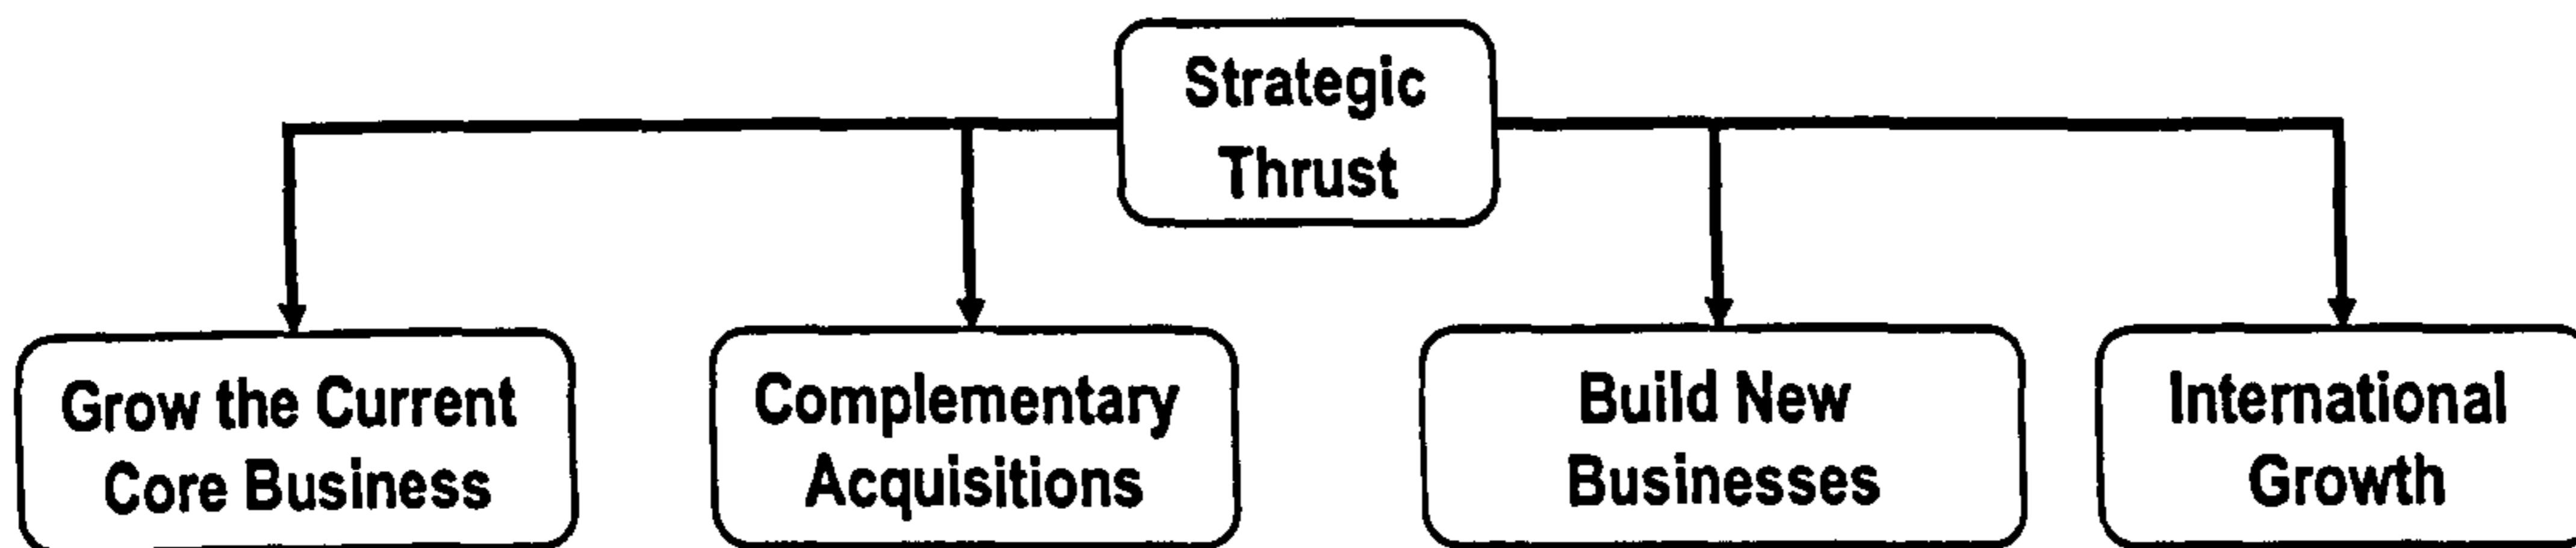 Strategic
Thrust
Grow the Current
Core Business
Complementary
Acquisitions
Build New
Businesses
International
Growth